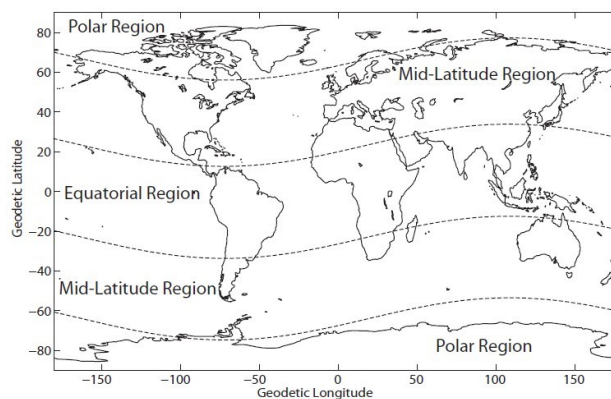 Polar Region
Mid-Latitude Region
Equatorial Region
Mid-Latitude Region
Polar Region
Geodetic Latitude
80
60
40
20
0
−20
−40
−60
−80
−150
−100
−50
0
50
100
150
Geodetic Longitude